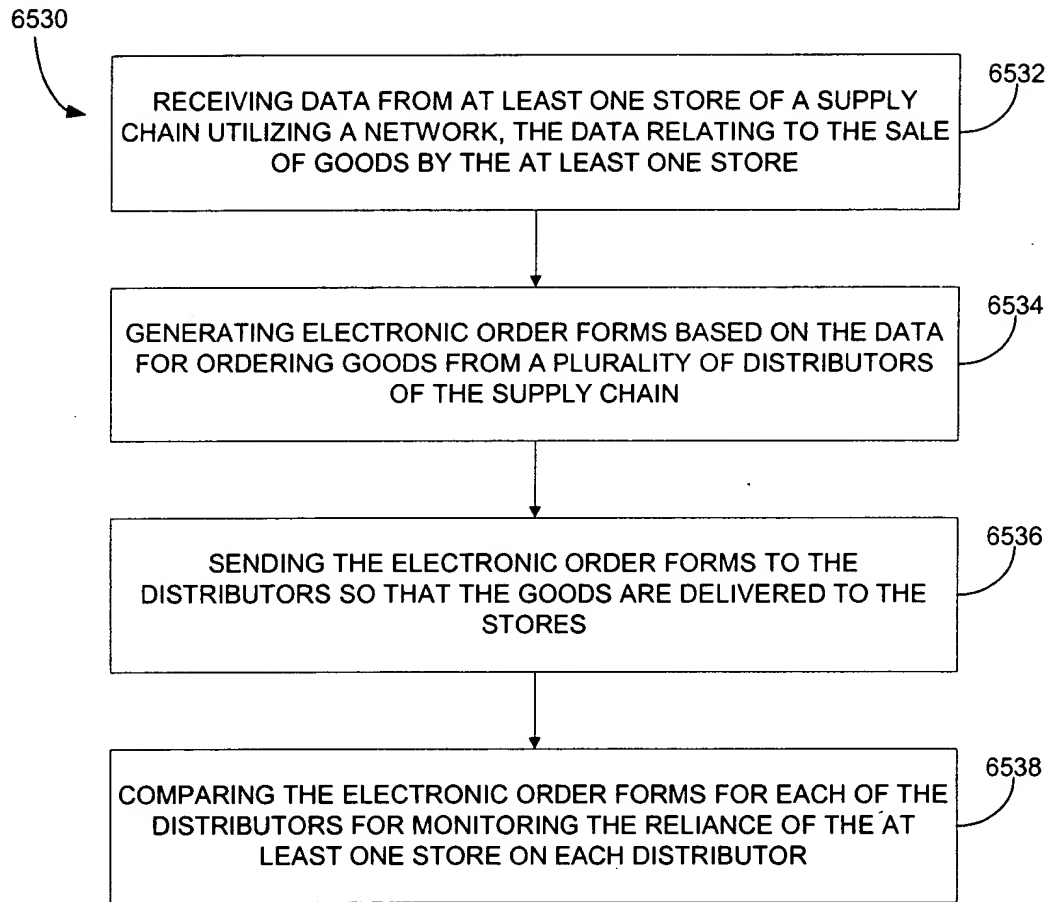 6530
6532
RECEIVING DATA FROM AT LEAST ONE STORE OF A SUPPLY
CHAIN UTILIZING A NETWORK, THE DATA RELATING TO THE SALE
OF GOODS BY THE AT LEAST ONE STORE
6534
GENERATING ELECTRONIC ORDER FORMS BASED ON THE DATA
FOR ORDERING GOODS FROM A PLURALITY OF DISTRIBUTORS
OF THE SUPPLY CHAIN
6536
SENDING THE ELECTRONIC ORDER FORMS TO THE
DISTRIBUTORS SO THAT THE GOODS ARE DELIVERED TO THE
STORES
6538
COMPARING THE ELECTRONIC ORDER FORMS FOR EACH OF THE
DISTRIBUTORS FOR MONITORING THE RELIANCE OF THE AT
LEAST ONE STORE ON EACH DISTRIBUTOR